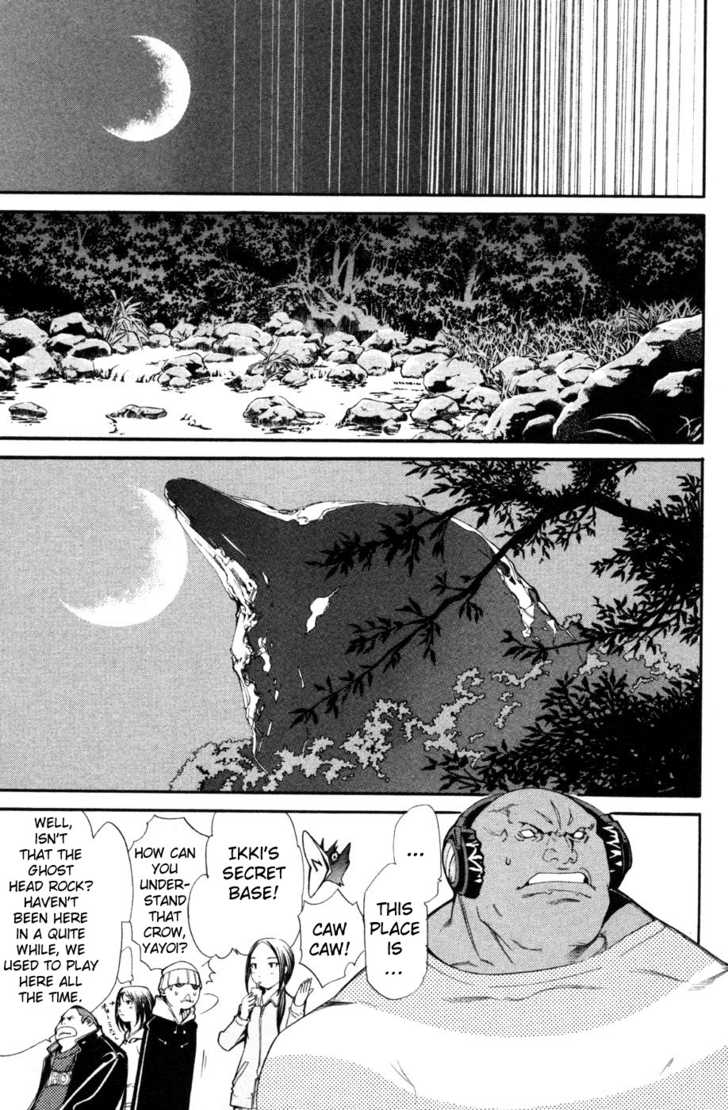 ...
THIS
PLACE
IS
...
CAW
CAW!
IKKI'S
SECRET
BASE!
HOW CAN
YOU
UNDER-
STAND
THAT
CROW,
YAYOI?
WELL,
ISN'T
THAT THE
GHOST
HEAD ROCK?
HAVEN'T
BEEN HERE
IN A QUITE
WHILE, WE
USED TO PLAY
HERE ALL
THE TIME.